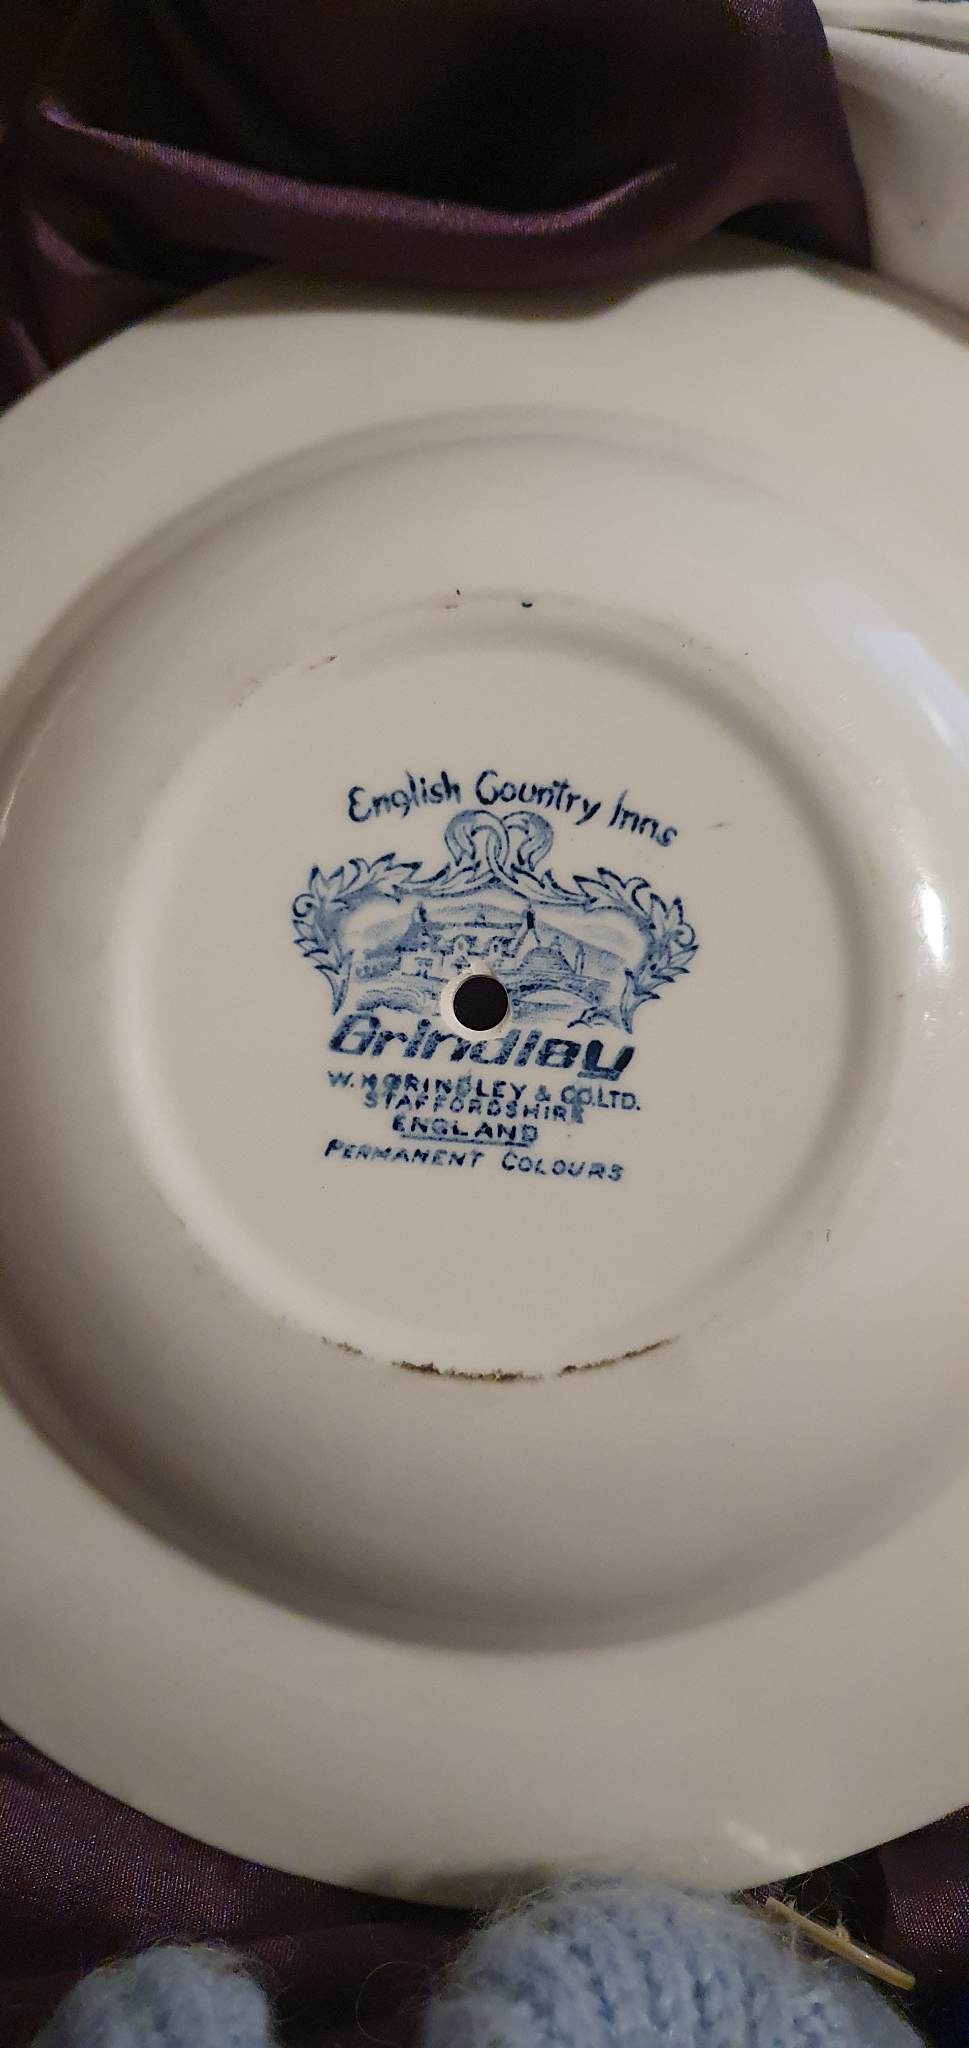 English Country Inns
Grindley
W. H. GRINDLEY & CO. LTD.
STAFFORDSHIRE
ENGLAND
PERMANENT COLOURS